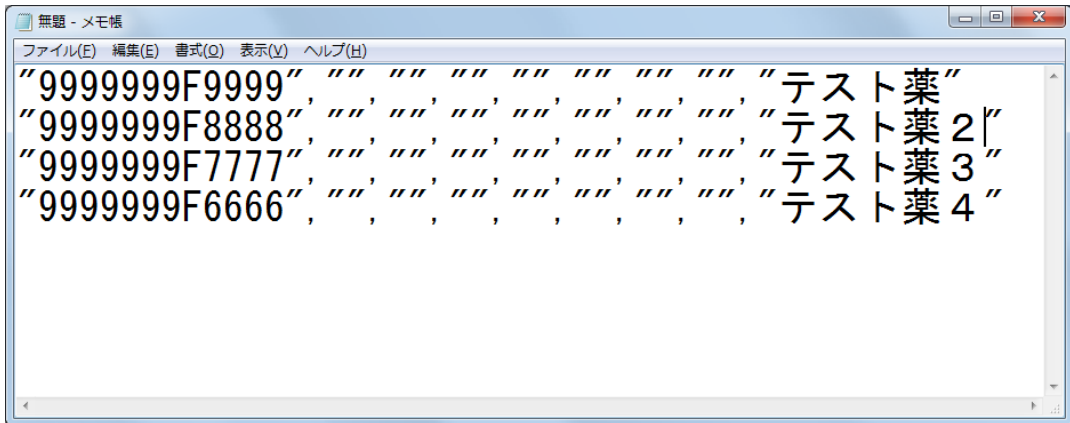 無題 - メモ帳
ファイル(F) 編集(E) 書式(O) 表示(V) ヘルプ(H)
"9999999F9999","","","","","","","","テスト薬"
"9999999F8888","","","","","","","","テスト薬２"
"9999999F7777","","","","","","","","テスト薬３"
"9999999F6666","","","","","","","","テスト薬４"